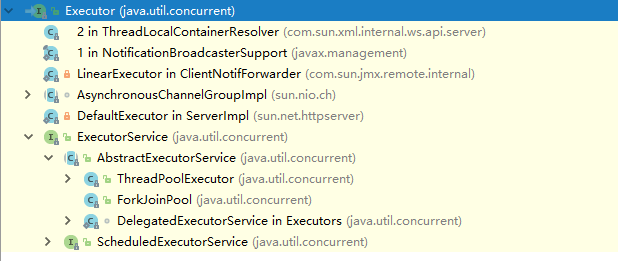 Executor (java.util.concurrent)
2 in ThreadLocalContainerResolver (com.sun.xml.internal.ws.api.server)
1 in NotificationBroadcasterSupport (javax.management)
LinearExecutor in ClientNotifForwarder (com.sun.jmx.remote.internal)
AsynchronousChannelGroupImpl (sun.nio.ch)
DefaultExecutor in ServerImpl (sun.net.httpserver)
ExecutorService (java.util.concurrent)
AbstractExecutorService (java.util.concurrent)
ThreadPoolExecutor (java.util.concurrent)
ForkJoinPool (java.util.concurrent)
DelegatedExecutorService in Executors (java.util.concurrent)
ScheduledExecutorService (java.util.concurrent)